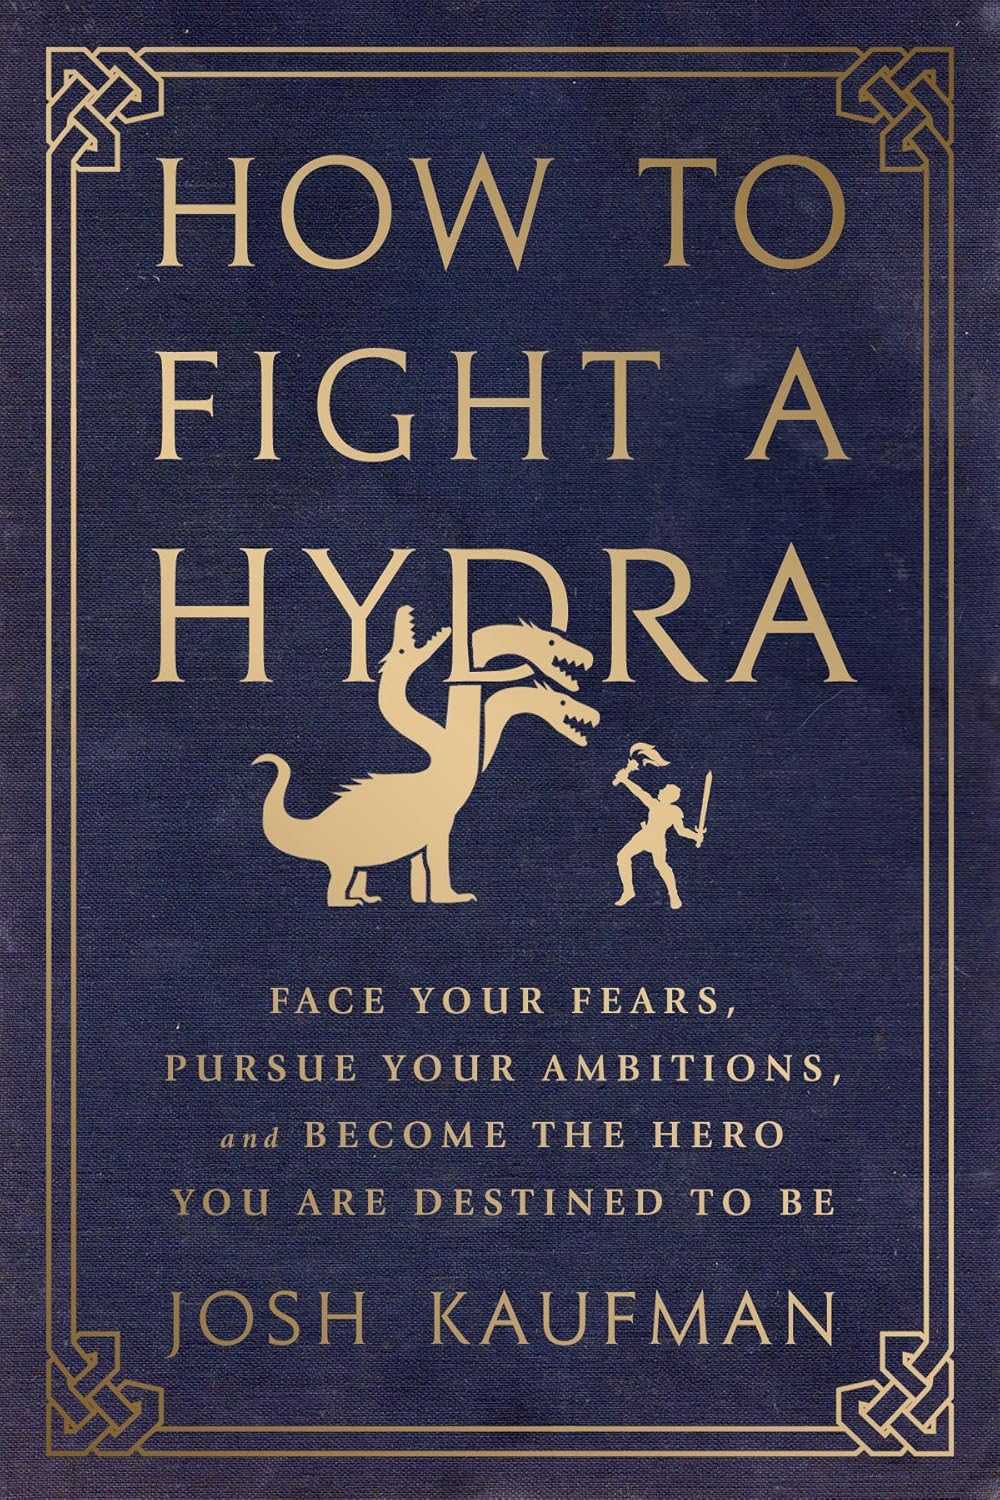 HOW TO
FIGHT A
HYDRA
FACE YOUR FEARS,
PURSUE YOUR AMBITIONS,
and BECOME THE HERO
YOU ARE DESTINED TO BE
JOSH KAUFMAN